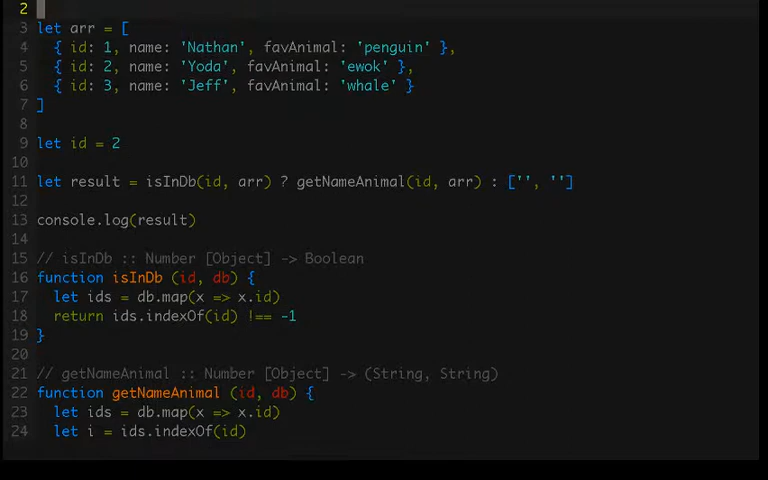 2
3 let arr = [
4   { id: 1, name: 'Nathan', favAnimal: 'penguin' },
5   { id: 2, name: 'Yoda', favAnimal: 'ewok' },
6   { id: 3, name: 'Jeff', favAnimal: 'whale' }
7 ]
8
9 let id = 2
10
11 let result = isInDb(id, arr) ? getNameAnimal(id, arr) : ['', '']
12
13 console.log(result)
14
15 // isInDb :: Number [Object] -> Boolean
16 function isInDb (id, db) {
17   let ids = db.map(x => x.id)
18   return ids.indexOf(id) !== -1
19 }
20
21 // getNameAnimal :: Number [Object] -> (String, String)
22 function getNameAnimal (id, db) {
23   let ids = db.map(x => x.id)
24   let i = ids.indexOf(id)